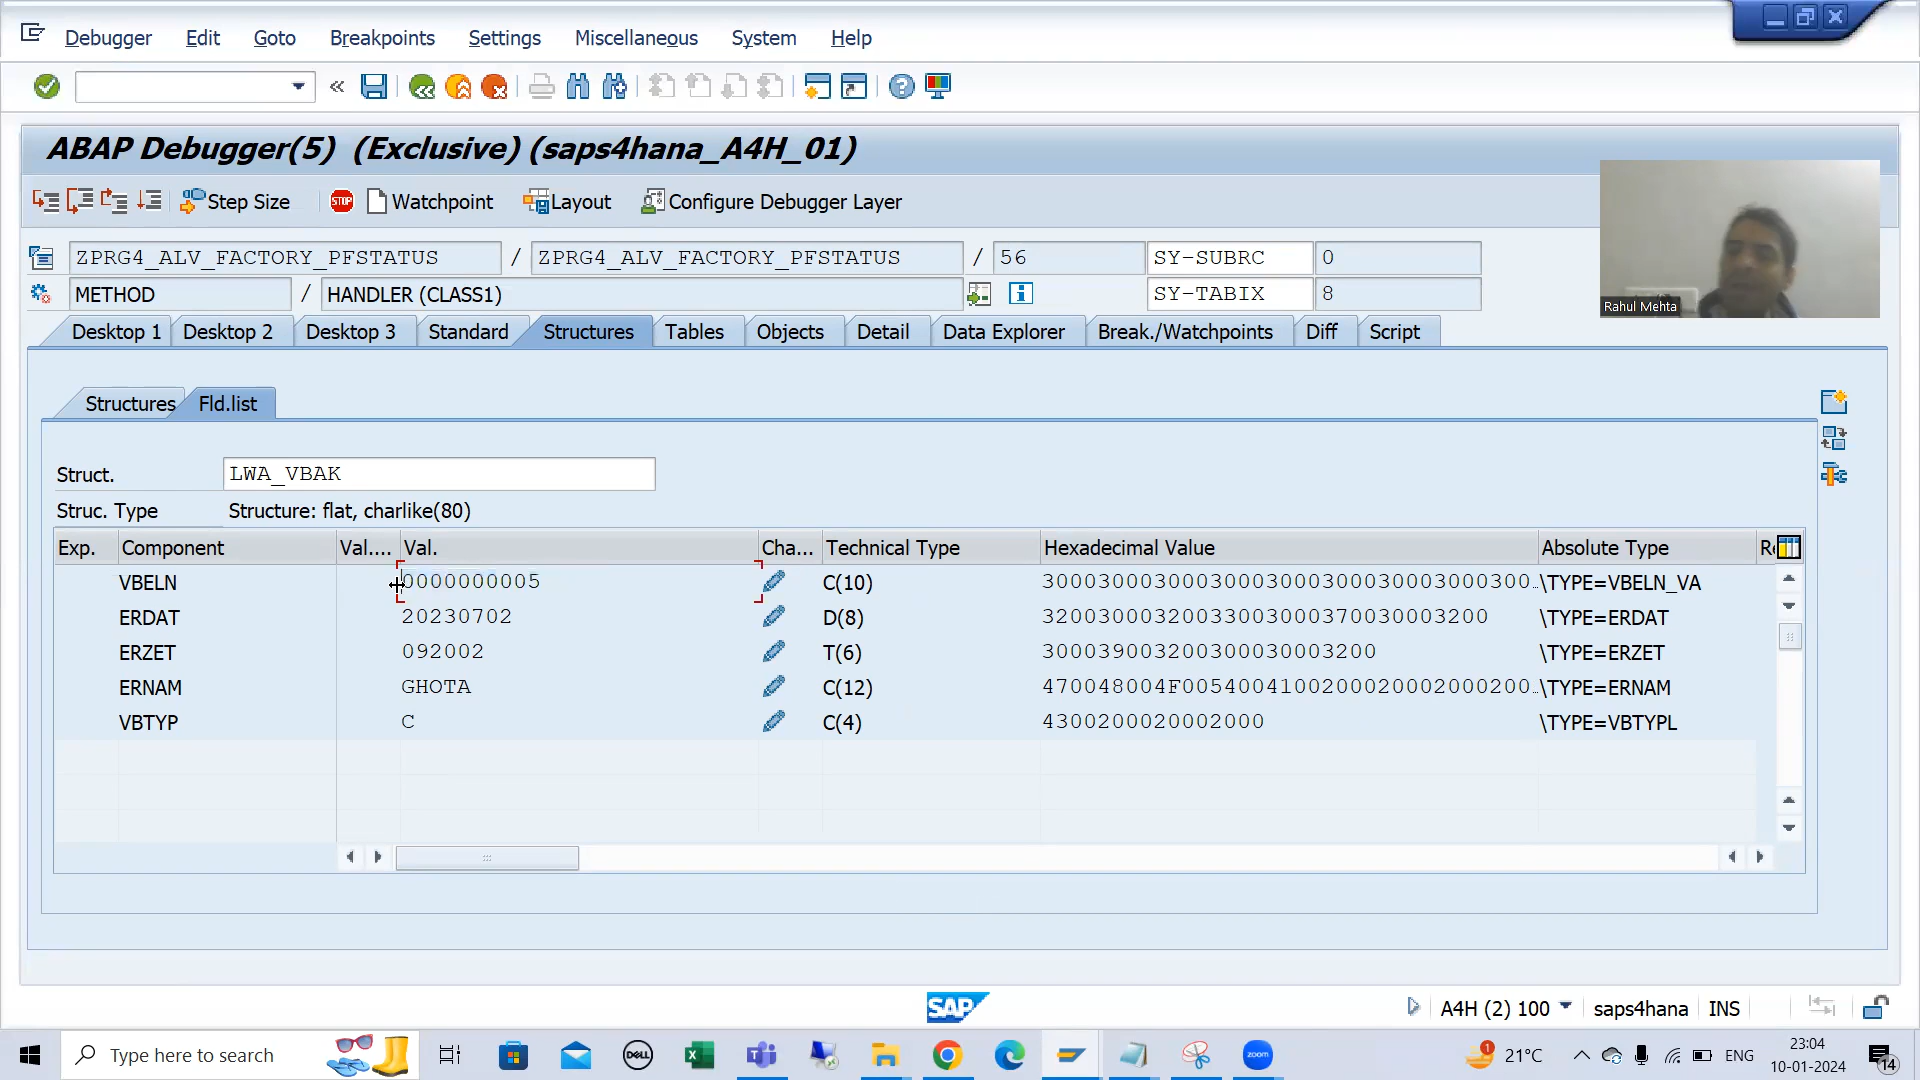 Debugger Edit Goto Breakpoints Settings Miscellaneous System Help
ABAP Debugger(5) (Exclusive) (saps4hana_A4H_01)
Step Size STOP Watchpoint Layout Configure Debugger Layer
ZPRG4_ALV_FACTORY_PFSTATUS / ZPRG4_ALV_FACTORY_PFSTATUS / 56 SY-SUBRC 0
METHOD / HANDLER (CLASS1) SY-TABIX 8
Rahul Mehta
Desktop 1 Desktop 2 Desktop 3 Standard Structures Tables Objects Detail Data Explorer Break./Watchpoints Diff Script
Structures Fld.list
Struct. LWA_VBAK
Struc. Type Structure: flat, charlike(80)
Exp. Component Val.... Val. Cha... Technical Type Hexadecimal Value Absolute Type
VBELN 0000000005 C(10) 300030003000300030003000300030003000300... \TYPE=VBELN_VA
ERDAT 20230702 D(8) 32003000320033003000370030003200 \TYPE=ERDAT
ERZET 092002 T(6) 300039003200300030003200 \TYPE=ERZET
ERNAM GHOTA C(12) 470048004F005400410020002000200020... \TYPE=ERNAM
VBTYP C C(4) 4300200020002000 \TYPE=VBTYPL
SAP A4H (2) 100 saps4hana INS
Type here to search DELL zoom 1 21°C ENG 23:04
10-01-2024 14